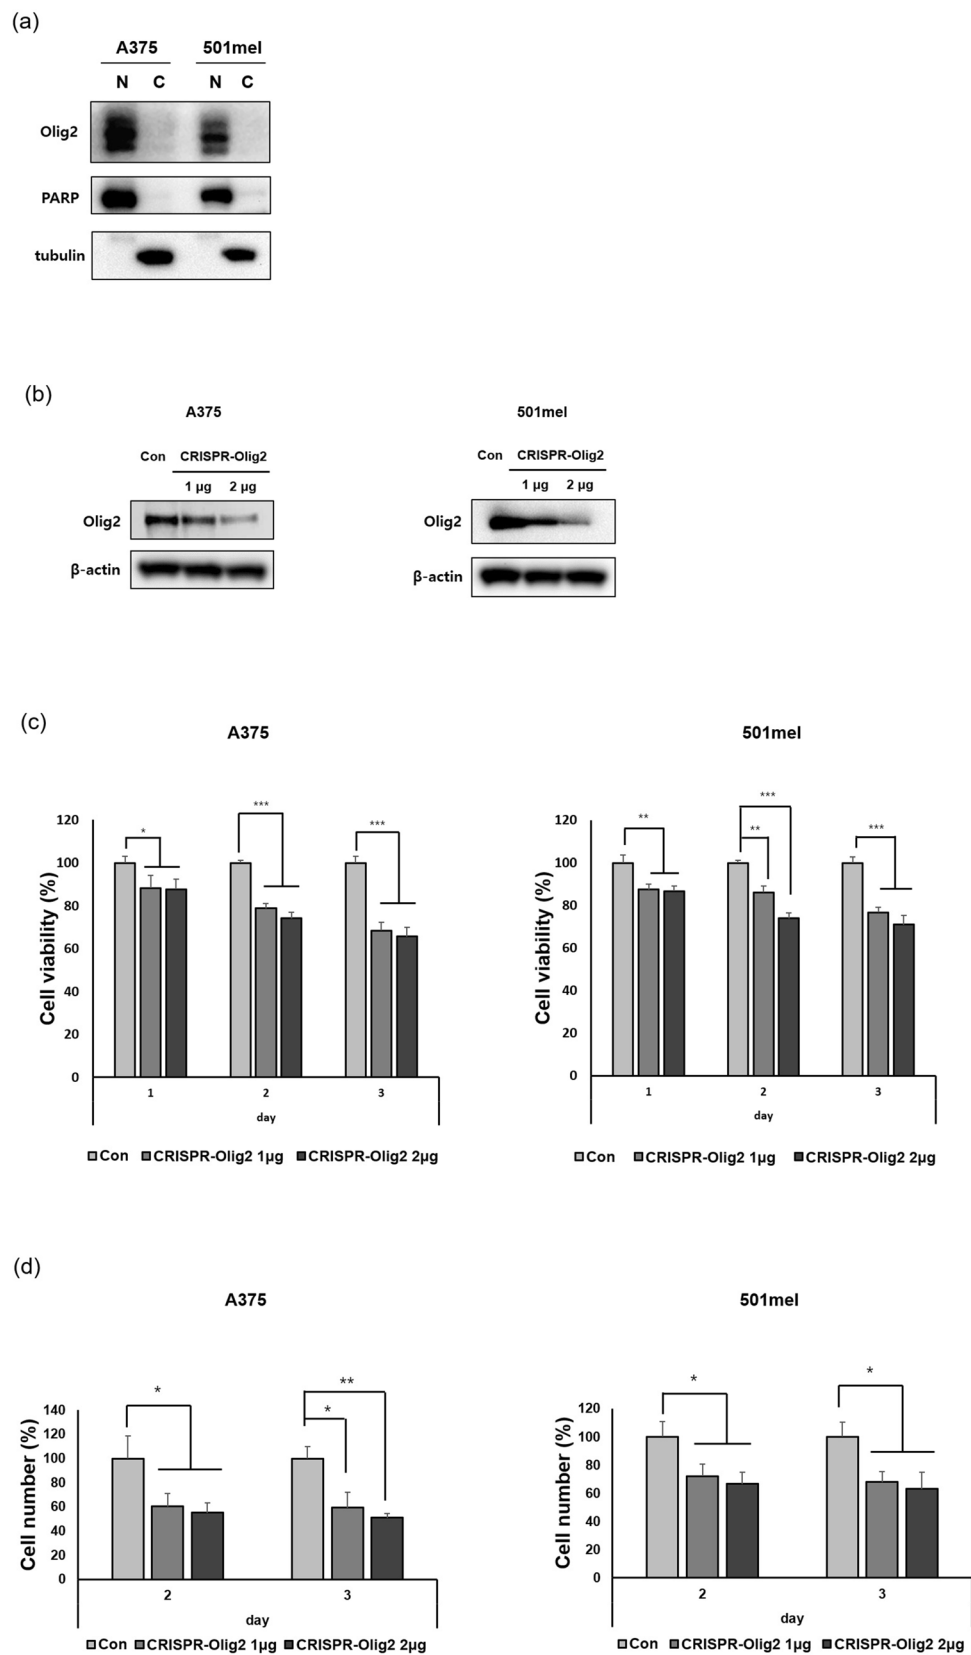 (a)
A375 501mel
N C N C
Olig2
PARP
tubulin
(b)
A375 501mel
Con CRISPR-Olig2 Con CRISPR-Olig2
1 μg 2 μg 1 μg 2 μg
Olig2 Olig2
β-actin β-actin
(c)
A375 501mel
Cell viability (%)
120
100
80
60
40
20
0
* *** ***
1 2 3
day
Con CRISPR-Olig2 1μg CRISPR-Olig2 2μg
Cell viability (%)
120
100
80
60
40
20
0
** ** *** ***
1 2 3
day
Con CRISPR-Olig2 1μg CRISPR-Olig2 2μg
(d)
A375 501mel
Cell number (%)
140
120
100
80
60
40
20
0
* * **
2 3
day
Con CRISPR-Olig2 1μg CRISPR-Olig2 2μg
Cell number (%)
120
100
80
60
40
20
0
* *
2 3
day
Con CRISPR-Olig2 1μg CRISPR-Olig2 2μg